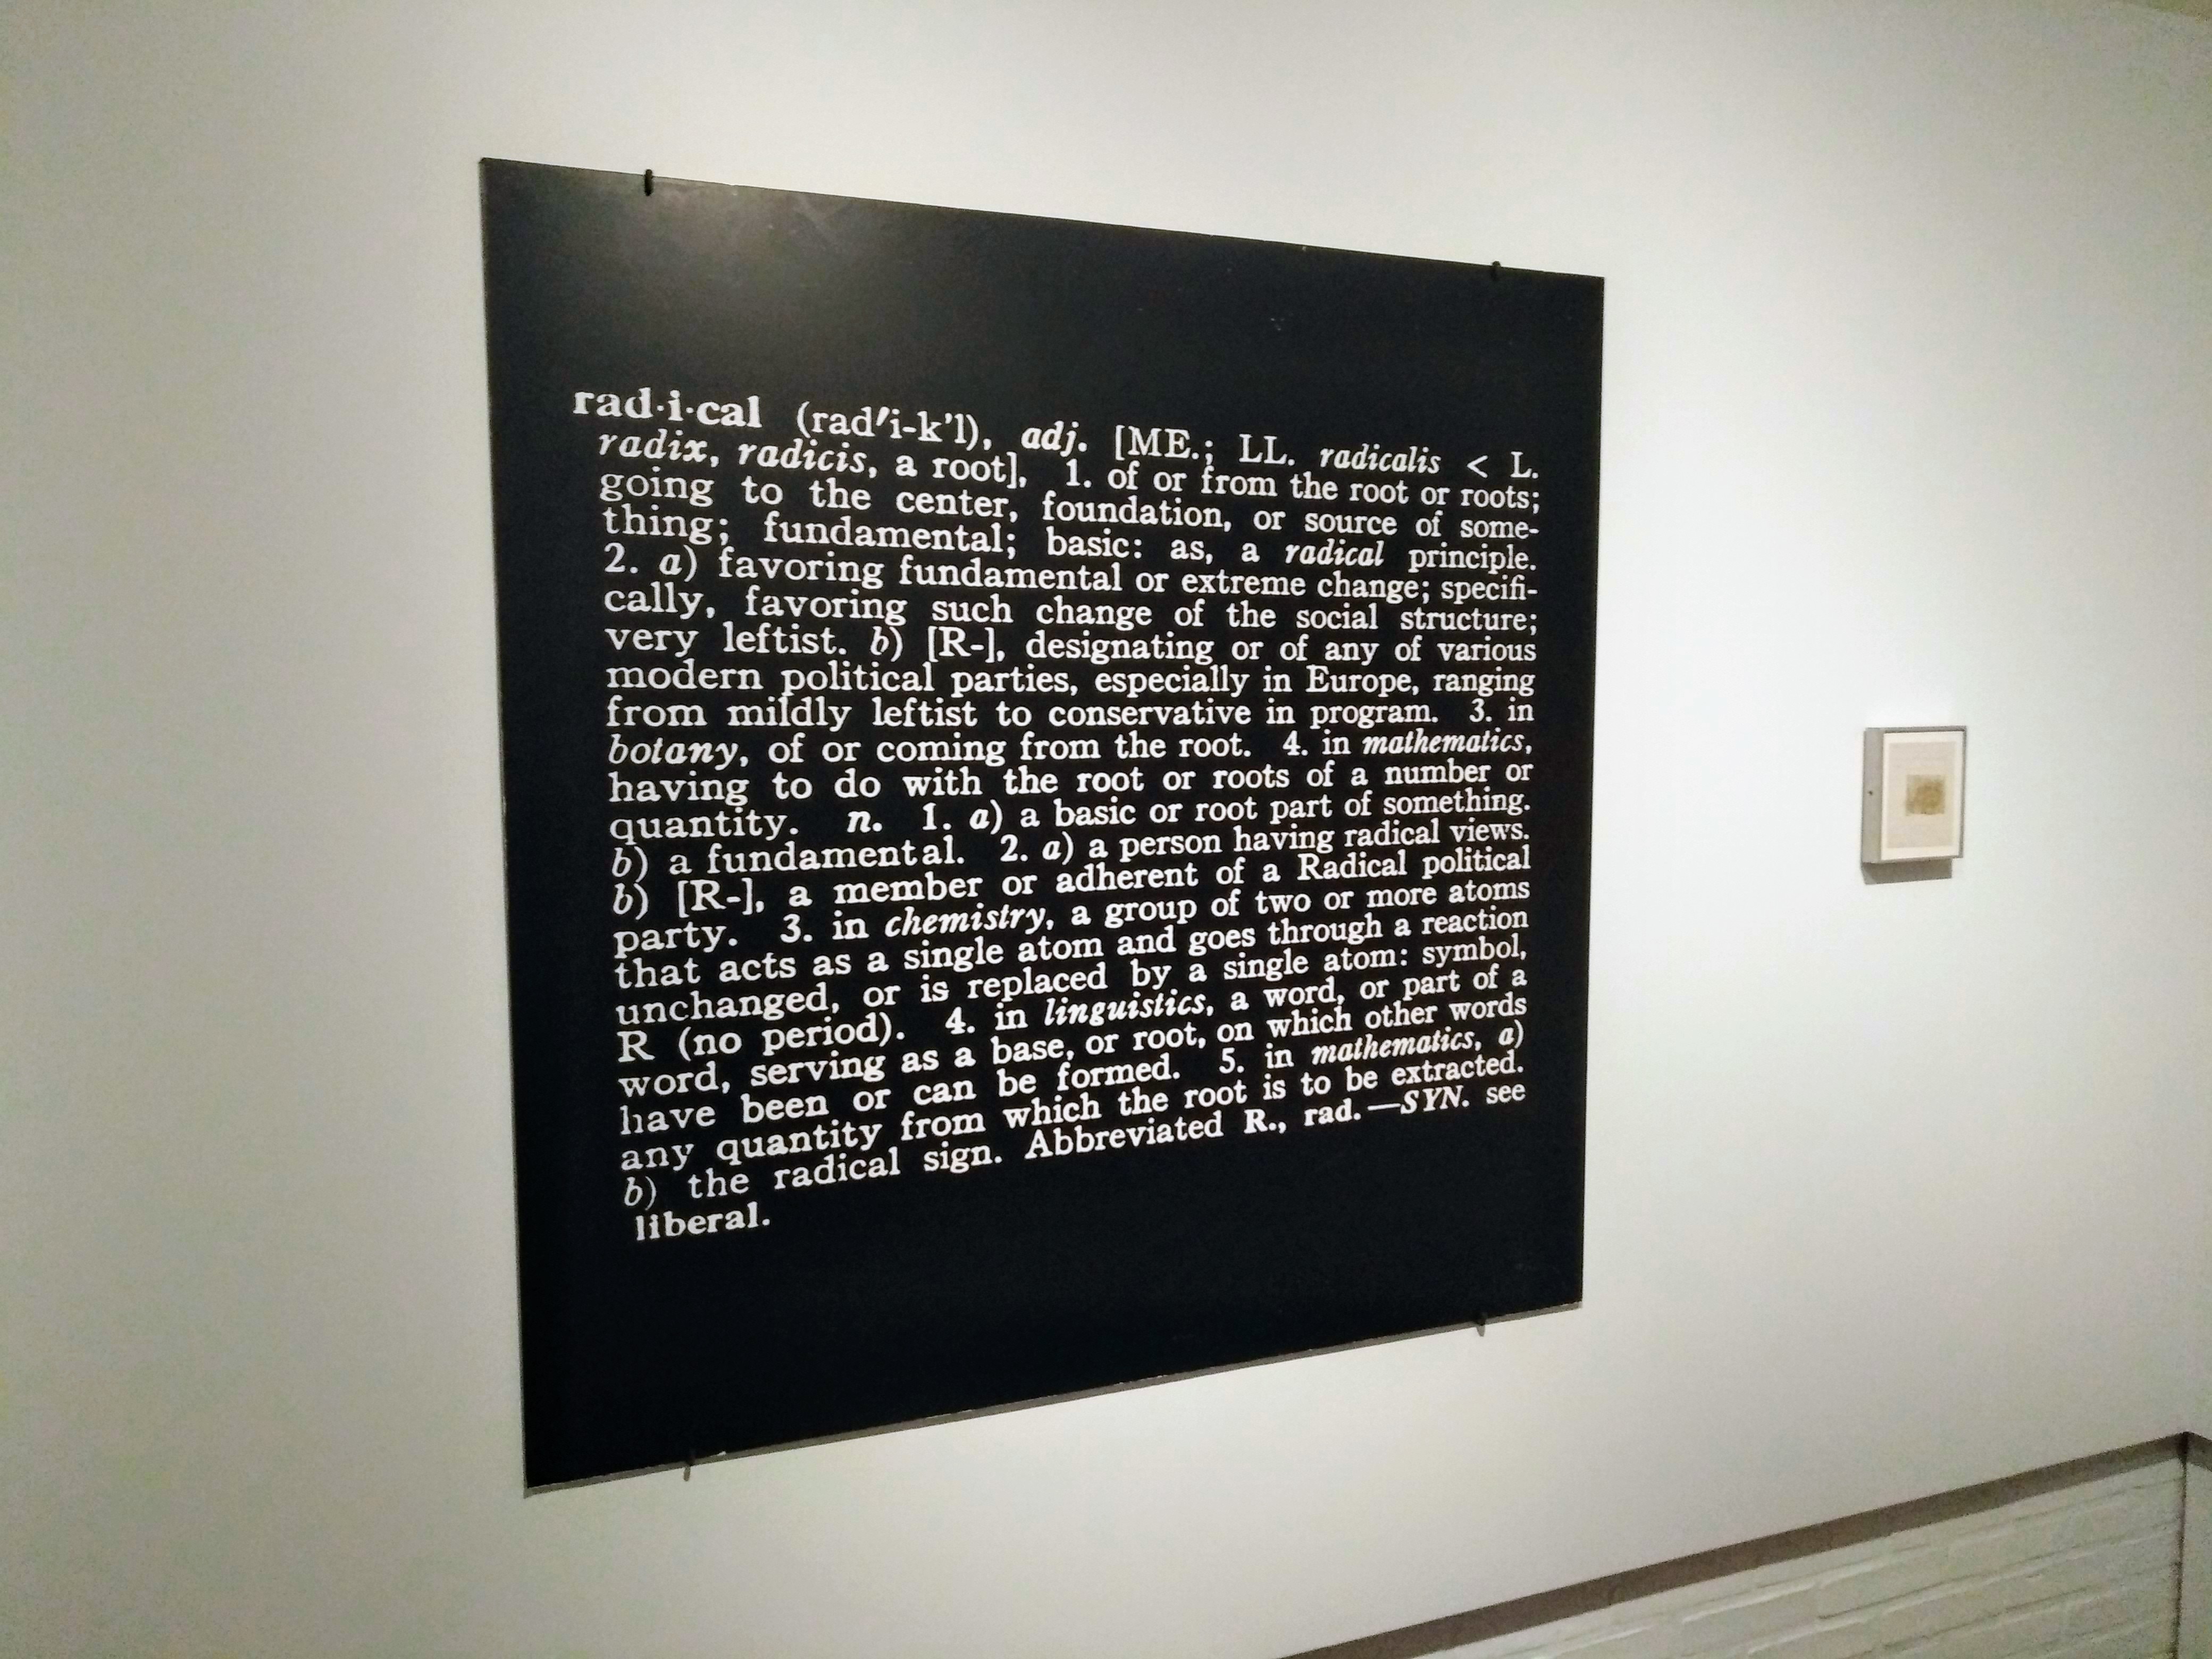 rad·i·cal (rad′i-k'l), adj. [ME.; LL. radicalis < L.
radix, radicis, a root], 1. of or from the root or roots;
going to the center, foundation, or source of some-
thing; fundamental; basic: as, a radical principle.
2. a) favoring fundamental or extreme change; specifi-
cally, favoring such change of the social structure;
very leftist. b) [R-], designating or of any of various
modern political parties, especially in Europe, ranging
from mildly leftist to conservative in program. 3. in
botany, of or coming from the root. 4. in mathematics,
having to do with the root or roots of a number or
quantity. n. 1. a) a basic or root part of something.
b) a fundamental. 2. a) a person having radical views.
b) [R-], a member or adherent of a Radical political
party. 3. in chemistry, a group of two or more atoms
that acts as a single atom and goes through a reaction
unchanged, or is replaced by a single atom: symbol,
R (no period). 4. in linguistics, a word, or part of a
word, serving as a base, or root, on which other words
have been or can be formed. 5. in mathematics, a)
any quantity from which the root is to be extracted.
b) the radical sign. Abbreviated R., rad. —SYN. see
liberal.